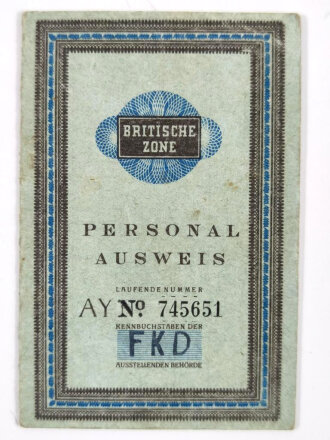 BRITISCHE
ZONE
PERSONAL
AUSWEIS
LAUFENDE NUMMER
AY No 745651
KENNBUCHSTABEN DER
FKD
AUSSTELLENDEN BEHÖRDE